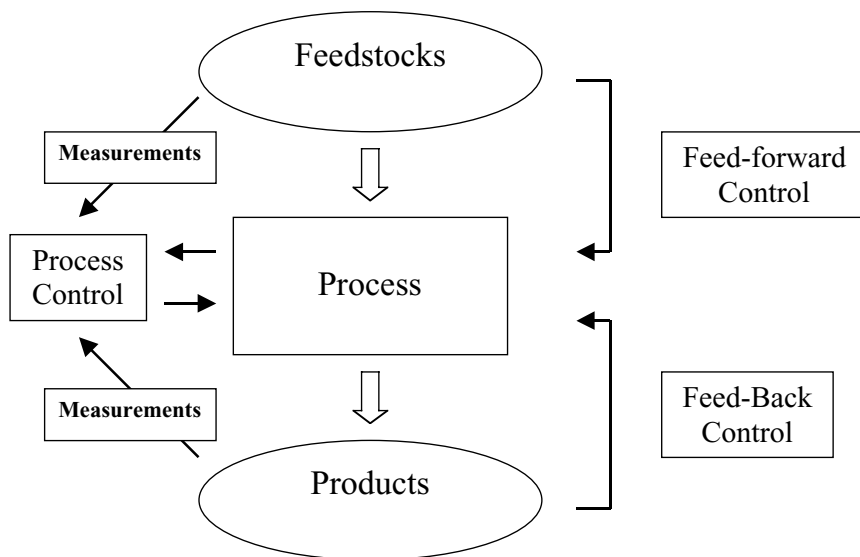 Feedstocks
Measurements
Feed-forward
Control
Process
Control
Process
Measurements
Feed-Back
Control
Products